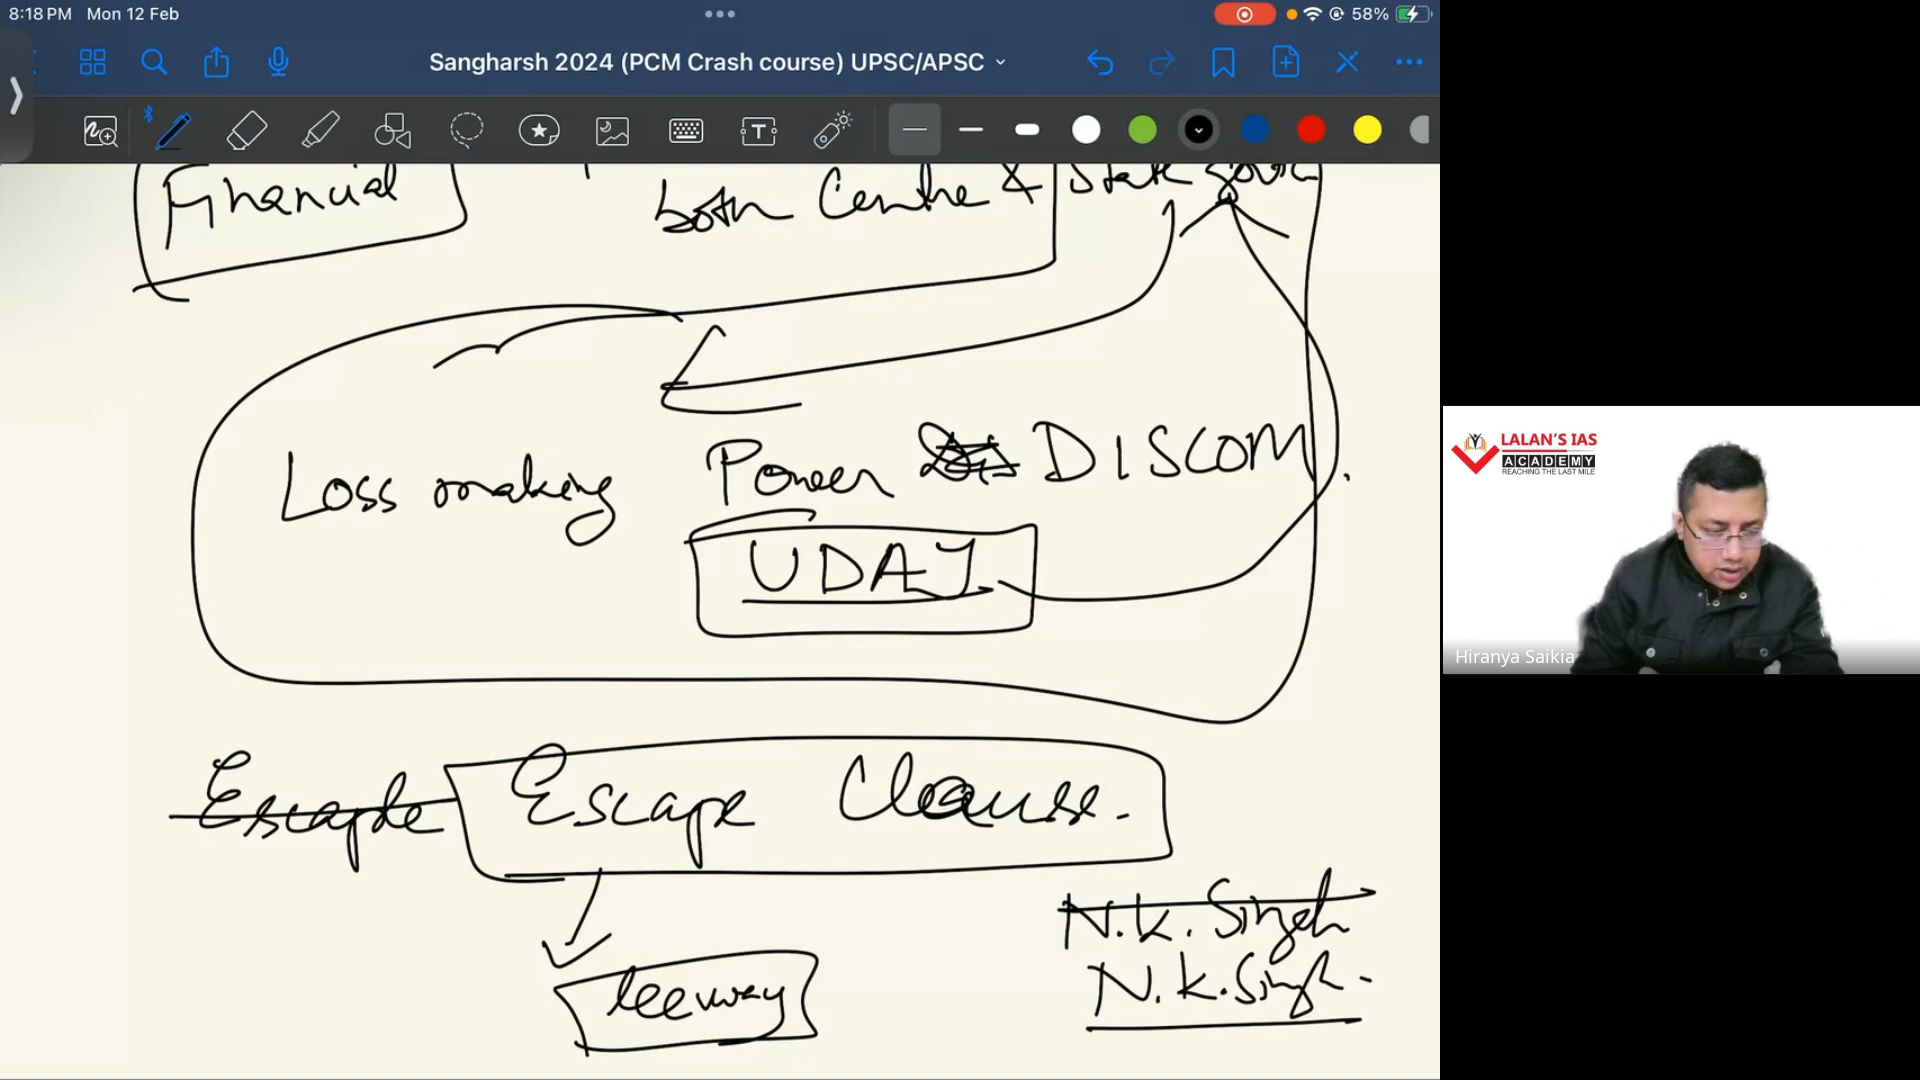 8:18 PM Mon 12 Feb
58%
Sangharsh 2024 (PCM Crash course) UPSC/APSC
T
Financial both Centre & State Govt
Loss making Power DISCOM.
UDAY
Escapde Escape Clause.
N.K. Singh
leeway N.K. Singh.
LALAN'S IAS
ACADEMY
REACHING THE LAST MILE
Hiranya Saikia